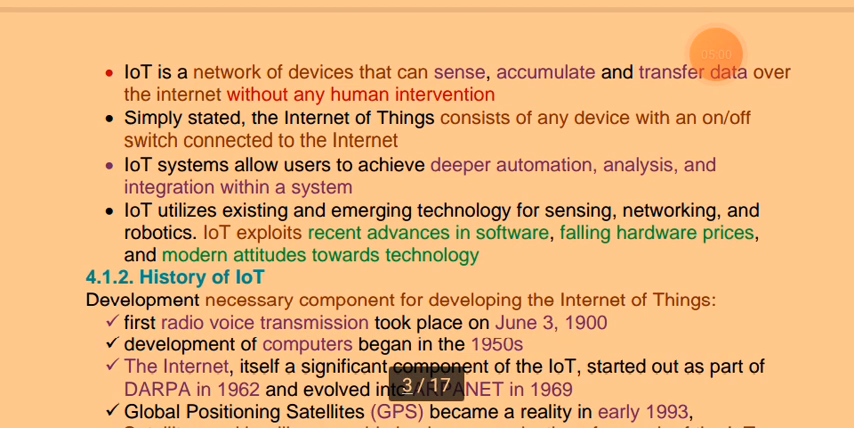 05:00
• IoT is a network of devices that can sense, accumulate and transfer data over
the internet without any human intervention
• Simply stated, the Internet of Things consists of any device with an on/off
switch connected to the Internet
• IoT systems allow users to achieve deeper automation, analysis, and
integration within a system
• IoT utilizes existing and emerging technology for sensing, networking, and
robotics. IoT exploits recent advances in software, falling hardware prices,
and modern attitudes towards technology
4.1.2. History of IoT
Development necessary component for developing the Internet of Things:
✓ first radio voice transmission took place on June 3, 1900
✓ development of computers began in the 1950s
✓ The Internet, itself a significant component of the IoT, started out as part of
DARPA in 1962 and evolved into ARPANET in 1969
3 / 17
✓ Global Positioning Satellites (GPS) became a reality in early 1993,